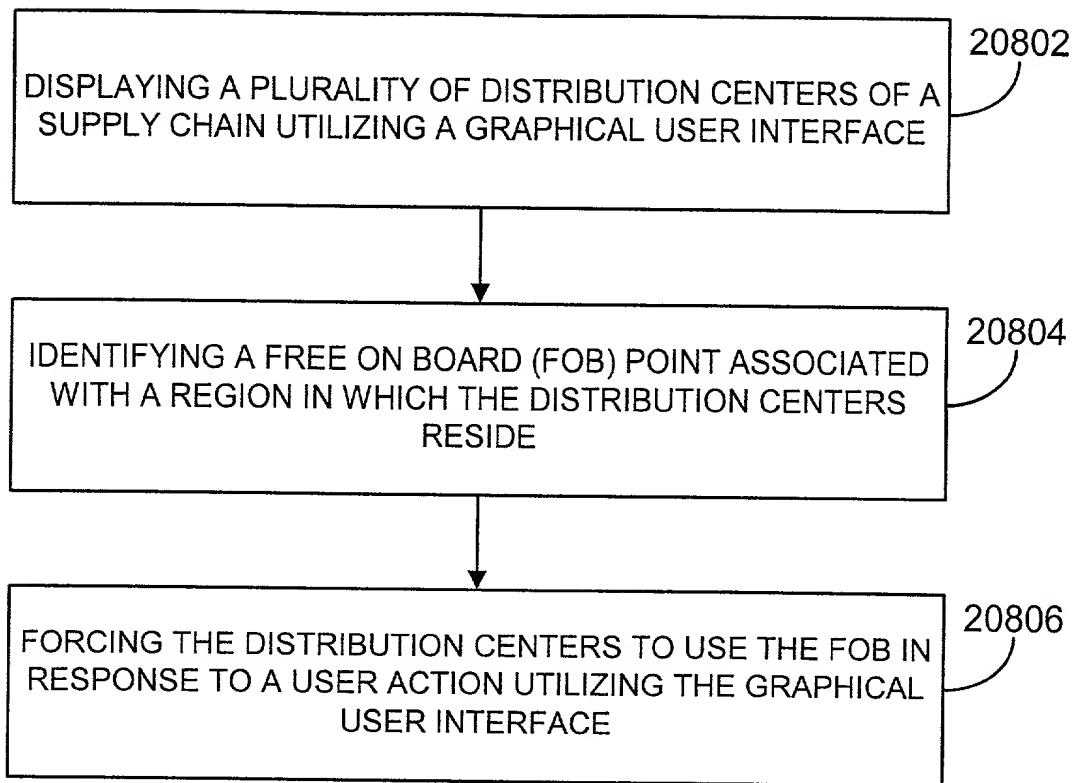 20802
DISPLAYING A PLURALITY OF DISTRIBUTION CENTERS OF A
SUPPLY CHAIN UTILIZING A GRAPHICAL USER INTERFACE
20804
IDENTIFYING A FREE ON BOARD (FOB) POINT ASSOCIATED
WITH A REGION IN WHICH THE DISTRIBUTION CENTERS
RESIDE
20806
FORCING THE DISTRIBUTION CENTERS TO USE THE FOB IN
RESPONSE TO A USER ACTION UTILIZING THE GRAPHICAL
USER INTERFACE